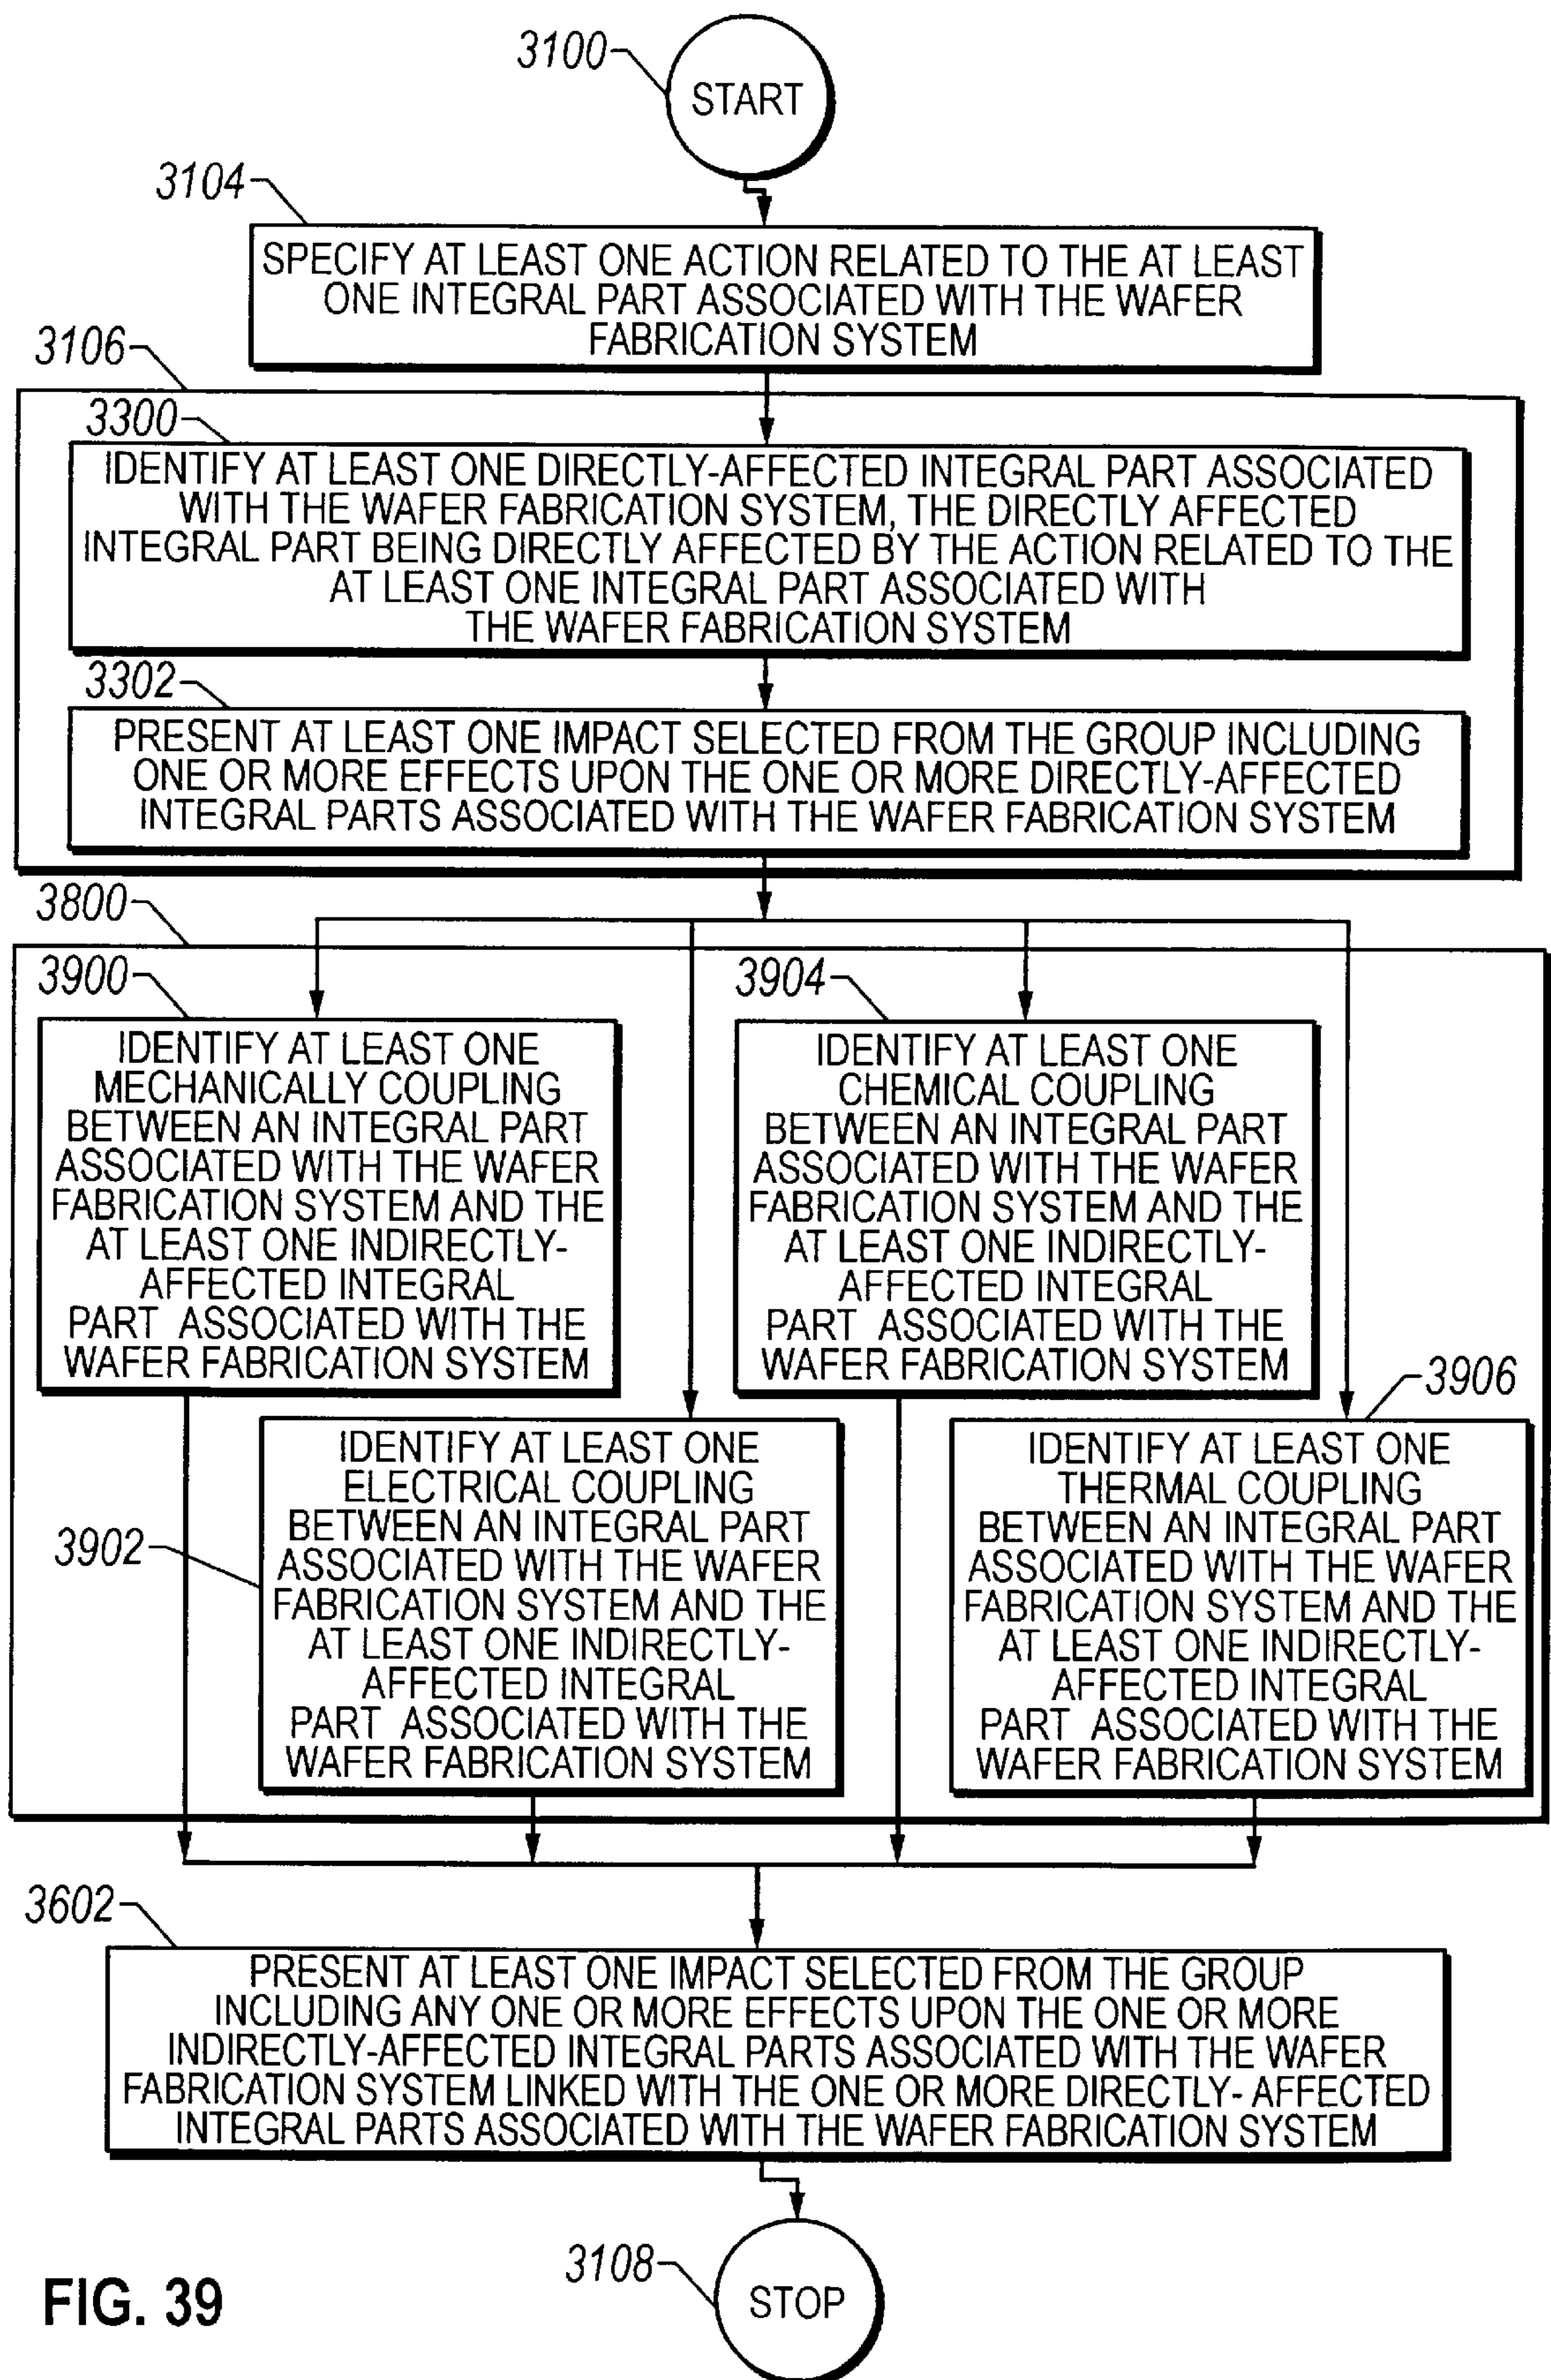 3100
START
3104
SPECIFY AT LEAST ONE ACTION RELATED TO THE AT LEAST
ONE INTEGRAL PART ASSOCIATED WITH THE WAFER
FABRICATION SYSTEM
3106
3300
IDENTIFY AT LEAST ONE DIRECTLY-AFFECTED INTEGRAL PART ASSOCIATED
WITH THE WAFER FABRICATION SYSTEM, THE DIRECTLY AFFECTED
INTEGRAL PART BEING DIRECTLY AFFECTED BY THE ACTION RELATED TO THE
AT LEAST ONE INTEGRAL PART ASSOCIATED WITH
THE WAFER FABRICATION SYSTEM
3302
PRESENT AT LEAST ONE IMPACT SELECTED FROM THE GROUP INCLUDING
ONE OR MORE EFFECTS UPON THE ONE OR MORE DIRECTLY-AFFECTED
INTEGRAL PARTS ASSOCIATED WITH THE WAFER FABRICATION SYSTEM
3800
3900
IDENTIFY AT LEAST ONE
MECHANICALLY COUPLING
BETWEEN AN INTEGRAL PART
ASSOCIATED WITH THE WAFER
FABRICATION SYSTEM AND THE
AT LEAST ONE INDIRECTLY-
AFFECTED INTEGRAL
PART ASSOCIATED WITH THE
WAFER FABRICATION SYSTEM
3904
IDENTIFY AT LEAST ONE
CHEMICAL COUPLING
BETWEEN AN INTEGRAL PART
ASSOCIATED WITH THE WAFER
FABRICATION SYSTEM AND THE
AT LEAST ONE INDIRECTLY-
AFFECTED INTEGRAL
PART ASSOCIATED WITH THE
WAFER FABRICATION SYSTEM
3902
IDENTIFY AT LEAST ONE
ELECTRICAL COUPLING
BETWEEN AN INTEGRAL PART
ASSOCIATED WITH THE WAFER
FABRICATION SYSTEM AND THE
AT LEAST ONE INDIRECTLY-
AFFECTED INTEGRAL
PART ASSOCIATED WITH THE
WAFER FABRICATION SYSTEM
3906
IDENTIFY AT LEAST ONE
THERMAL COUPLING
BETWEEN AN INTEGRAL PART
ASSOCIATED WITH THE WAFER
FABRICATION SYSTEM AND THE
AT LEAST ONE INDIRECTLY-
AFFECTED INTEGRAL
PART ASSOCIATED WITH THE
WAFER FABRICATION SYSTEM
3602
PRESENT AT LEAST ONE IMPACT SELECTED FROM THE GROUP
INCLUDING ANY ONE OR MORE EFFECTS UPON THE ONE OR MORE
INDIRECTLY-AFFECTED INTEGRAL PARTS ASSOCIATED WITH THE WAFER
FABRICATION SYSTEM LINKED WITH THE ONE OR MORE DIRECTLY- AFFECTED
INTEGRAL PARTS ASSOCIATED WITH THE WAFER FABRICATION SYSTEM
3108
STOP
FIG. 39